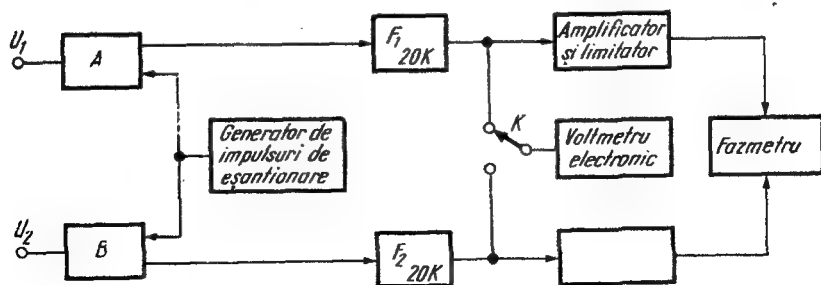 U₁
A
F₁
20K
Amplificator
și limitator
Generator de
impulsuri de
eșantionare
K
Voltmetru
electronic
Fazmetru
U₂
B
F₂
20K